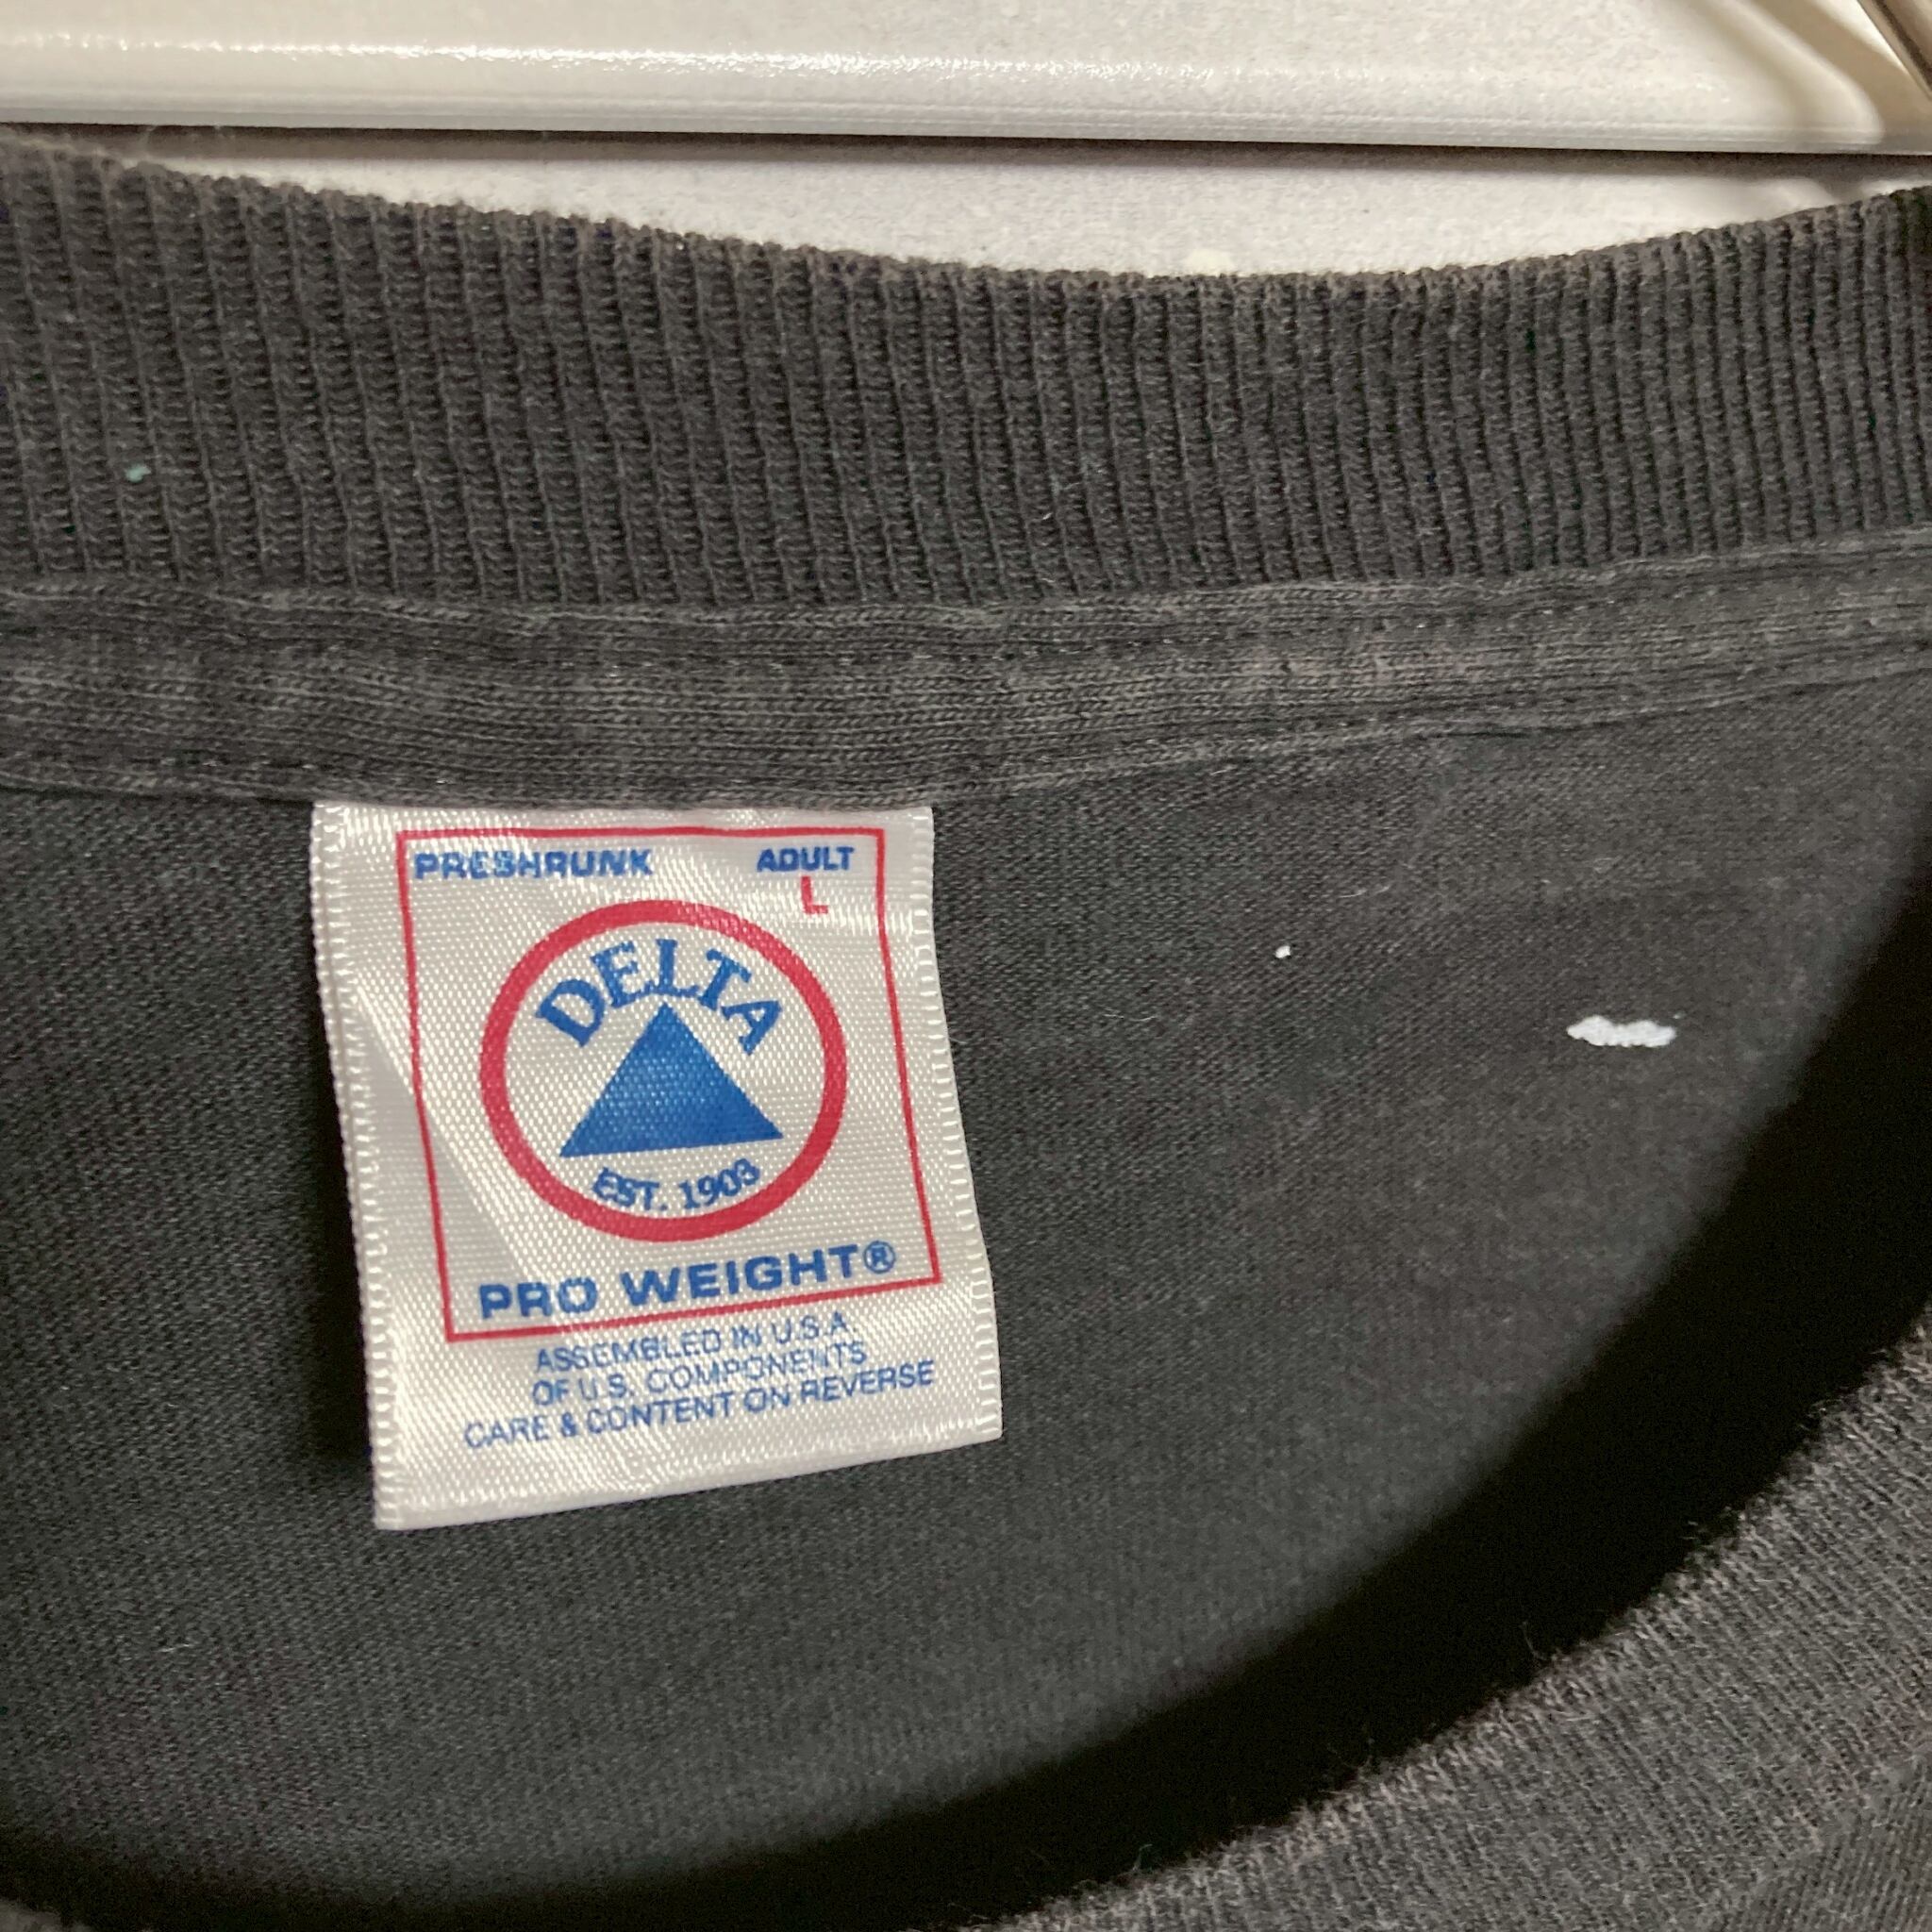 PRESHRUNK ADULT
L
DELTA
EST. 1903
PRO WEIGHT®
ASSEMBLED IN U.S.A.
OF U.S. COMPONENTS
CARE & CONTENT ON REVERSE